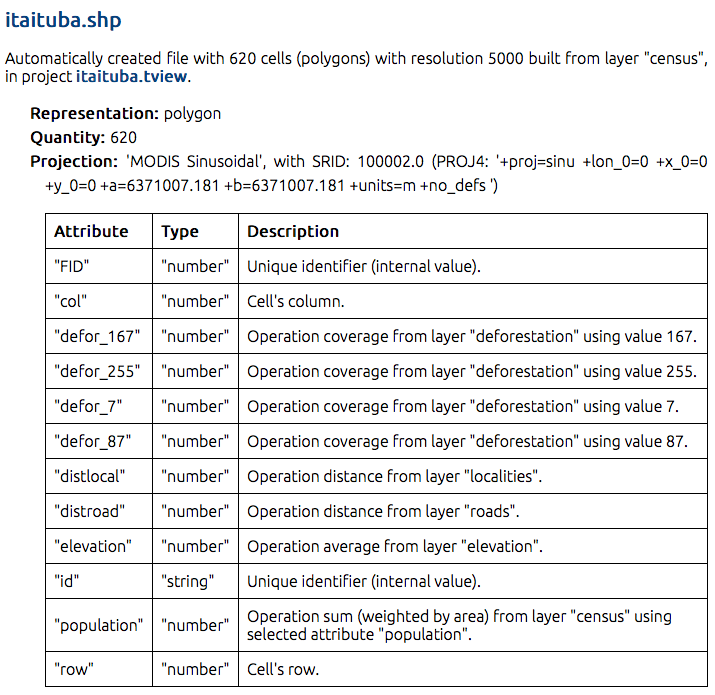 itaituba.shp
Automatically created file with 620 cells (polygons) with resolution 5000 built from layer "census",
in project itaituba.tview.
Representation: polygon
Quantity: 620
Projection: 'MODIS Sinusoidal', with SRID: 100002.0 (PROJ4: '+proj=sinu +lon_0=0 +x_0=0
+y_0=0 +a=6371007.181 +b=6371007.181 +units=m +no_defs ')
Attribute Type Description
"FID" "number" Unique identifier (internal value).
"col" "number" Cell's column.
"defor_167" "number" Operation coverage from layer "deforestation" using value 167.
"defor_255" "number" Operation coverage from layer "deforestation" using value 255.
"defor_7" "number" Operation coverage from layer "deforestation" using value 7.
"defor_87" "number" Operation coverage from layer "deforestation" using value 87.
"distlocal" "number" Operation distance from layer "localities".
"distroad" "number" Operation distance from layer "roads".
"elevation" "number" Operation average from layer "elevation".
"id" "string" Unique identifier (internal value).
"population" "number" Operation sum (weighted by area) from layer "census" using
selected attribute "population".
"row" "number" Cell's row.